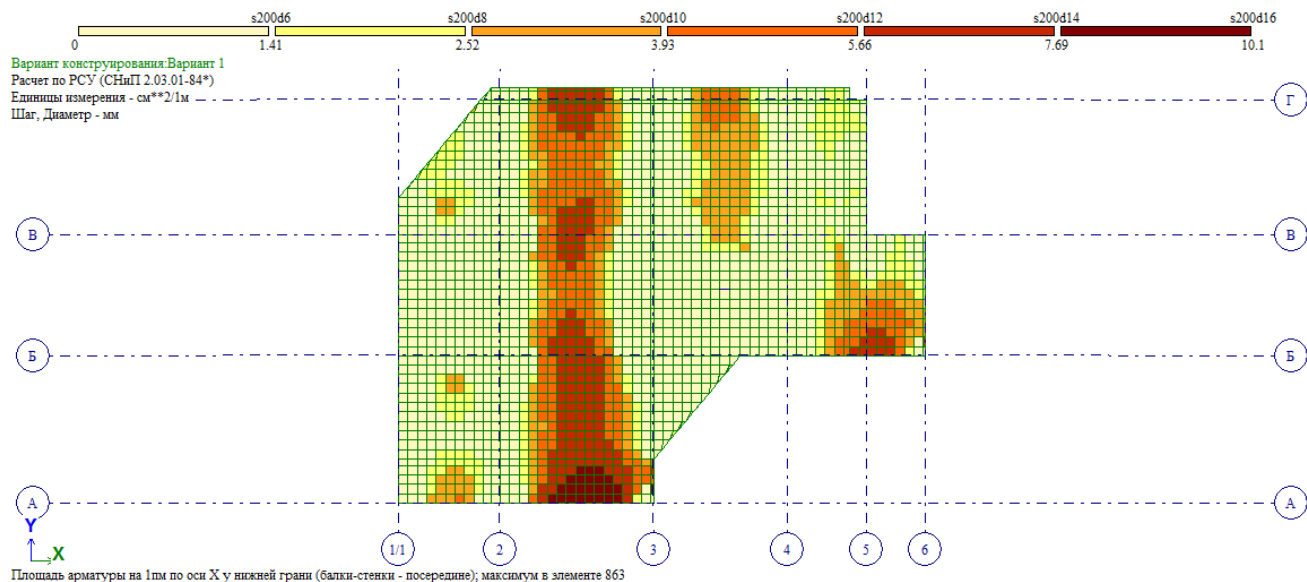 s200d6 s200d8 s200d10 s200d12 s200d14 s200d16
0 1.41 2.52 3.93 5.66 7.69 10.1
Вариант конструирования:Вариант 1
Расчет по РСУ (СНиП 2.03.01-84*)
Единицы измерения - см**2/1м
Шаг, Диаметр - мм
Г Г
В В
Б Б
А А
Y
X
1/1 2 3 4 5 6
Площадь арматуры на 1пм по оси X у нижней грани (балки-стенки - посередине); максимум в элементе 863